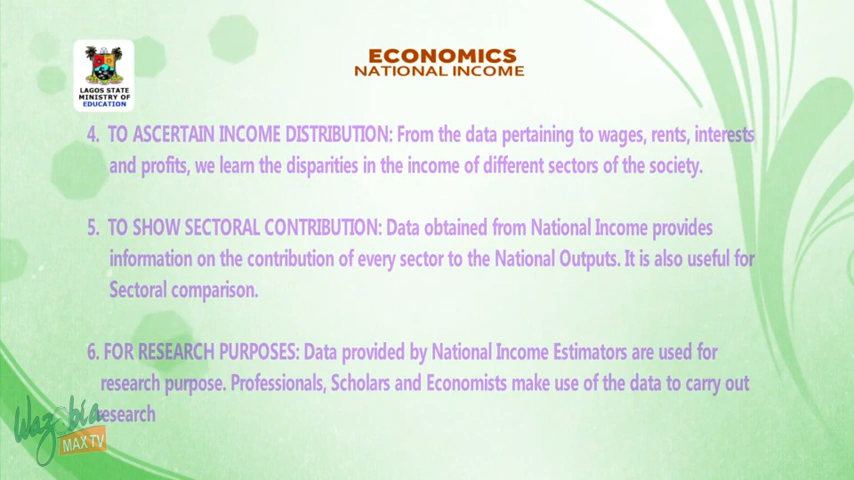 ECONOMICS
NATIONAL INCOME
LAGOS STATE
MINISTRY OF
EDUCATION
4. TO ASCERTAIN INCOME DISTRIBUTION: From the data pertaining to wages, rents, interests
and profits, we learn the disparities in the income of different sectors of the society.
5. TO SHOW SECTORAL CONTRIBUTION: Data obtained from National Income provides
information on the contribution of every sector to the National Outputs. It is also useful for
Sectoral comparison.
6. FOR RESEARCH PURPOSES: Data provided by National Income Estimators are used for
research purpose. Professionals, Scholars and Economists make use of the data to carry out
research
Wazobia
MAX TV